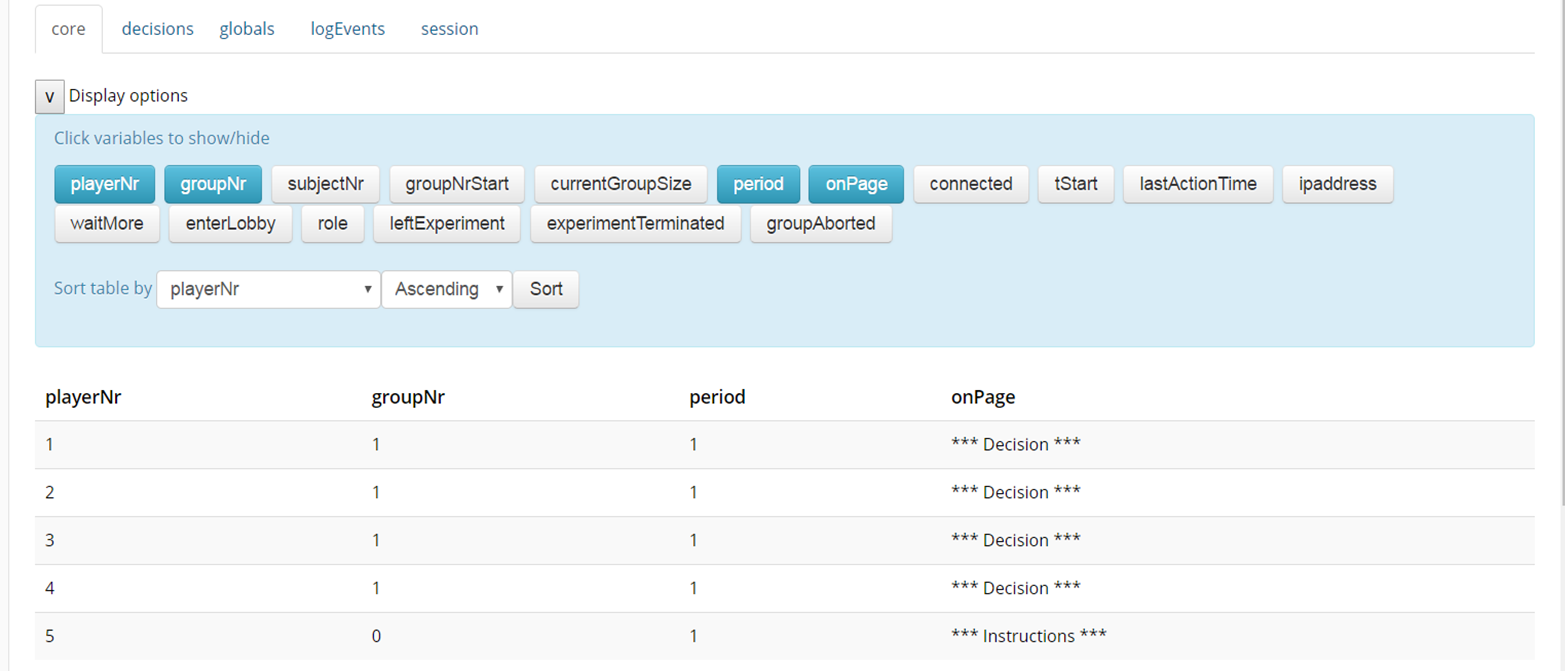 core decisions globals logEvents session
v Display options
Click variables to show/hide
playerNr groupNr subjectNr groupNrStart currentGroupSize period onPage connected tStart lastActionTime ipaddress
waitMore enterLobby role leftExperiment experimentTerminated groupAborted
Sort table by playerNr Ascending Sort
playerNr groupNr period onPage
1 1 1 *** Decision ***
2 1 1 *** Decision ***
3 1 1 *** Decision ***
4 1 1 *** Decision ***
5 0 1 *** Instructions ***